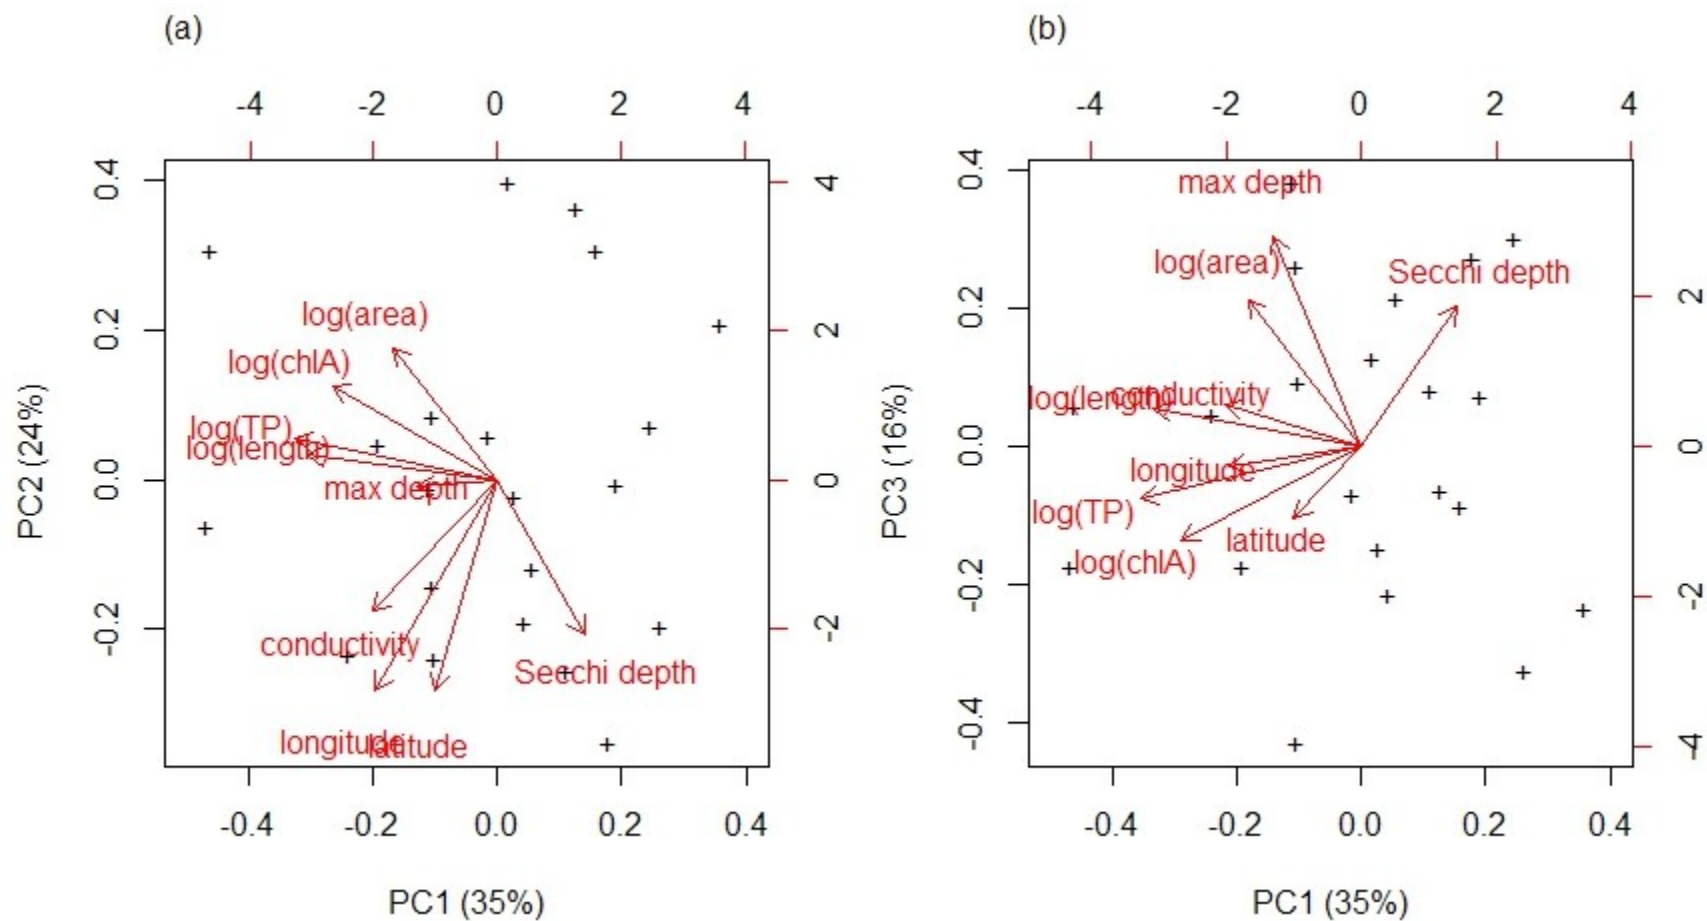 (a)
-4 -2 0 2 4
0.4
0.2
0.0
-0.2
PC2 (24%)
log(area)
log(chlA)
log(TP)
log(length)
max depth
conductivity
Secchi depth
longitude
latitude
4
2
0
-2
-0.4 -0.2 0.0 0.2 0.4
PC1 (35%)
(b)
-4 -2 0 2 4
0.4
0.2
0.0
-0.2
-0.4
PC3 (16%)
max depth
log(area)
Secchi depth
log(length)
conductivity
longitude
log(TP)
latitude
log(chlA)
2
0
-2
-4
-0.4 -0.2 0.0 0.2 0.4
PC1 (35%)